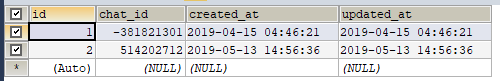 id chat_id created_at updated_at
1 -381821301 2019-04-15 04:46:21 2019-04-15 04:46:21
2 514202712 2019-05-13 14:56:36 2019-05-13 14:56:36
* (Auto) (NULL) (NULL) (NULL)